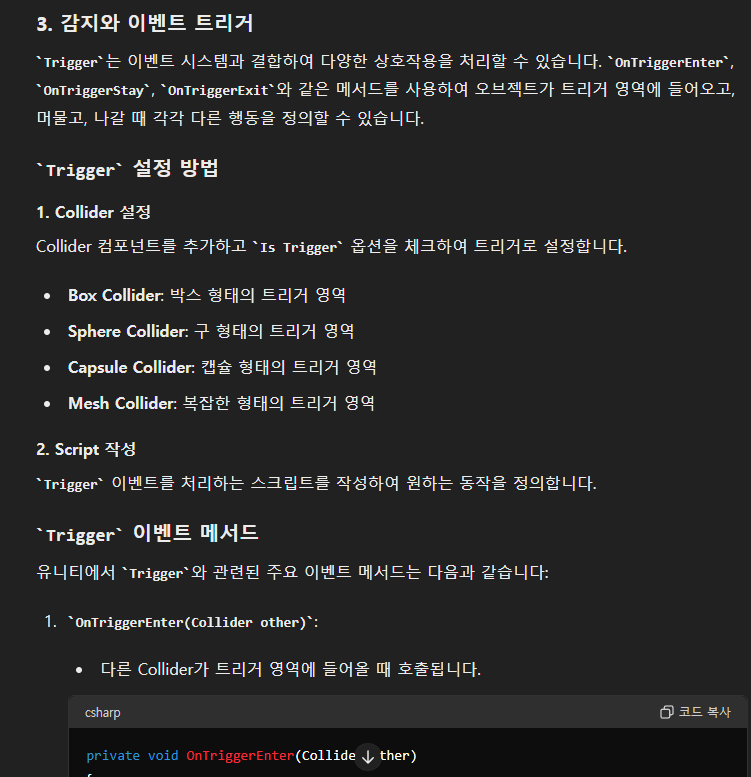 3. 감지와 이벤트 트리거
`Trigger`는 이벤트 시스템과 결합하여 다양한 상호작용을 처리할 수 있습니다. `OnTriggerEnter`,
`OnTriggerStay`, `OnTriggerExit`와 같은 메서드를 사용하여 오브젝트가 트리거 영역에 들어오고,
머물고, 나갈 때 각각 다른 행동을 정의할 수 있습니다.
`Trigger` 설정 방법
1. Collider 설정
Collider 컴포넌트를 추가하고 `Is Trigger` 옵션을 체크하여 트리거로 설정합니다.
• Box Collider: 박스 형태의 트리거 영역
• Sphere Collider: 구 형태의 트리거 영역
• Capsule Collider: 캡슐 형태의 트리거 영역
• Mesh Collider: 복잡한 형태의 트리거 영역
2. Script 작성
`Trigger` 이벤트를 처리하는 스크립트를 작성하여 원하는 동작을 정의합니다.
`Trigger` 이벤트 메서드
유니티에서 `Trigger`와 관련된 주요 이벤트 메서드는 다음과 같습니다:
1. `OnTriggerEnter(Collider other)`:
• 다른 Collider가 트리거 영역에 들어올 때 호출됩니다.
csharp 코드 복사
private void OnTriggerEnter(Collide ther)